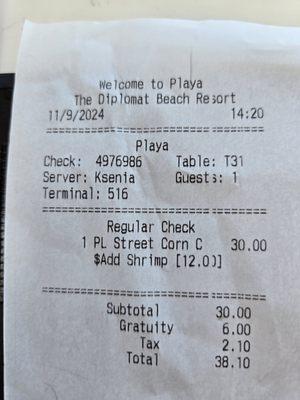 Welcome to Playa
The Diplomat Beach Resort
11/9/2024 14:20
Playa
Check: 4976986 Table: T31
Server: Ksenia Guests: 1
Terminal: 516
Regular Check
1 PL Street Corn C 30.00
$Add Shrimp [12.00]
Subtotal 30.00
Gratuity 6.00
Tax 2.10
Total 38.10